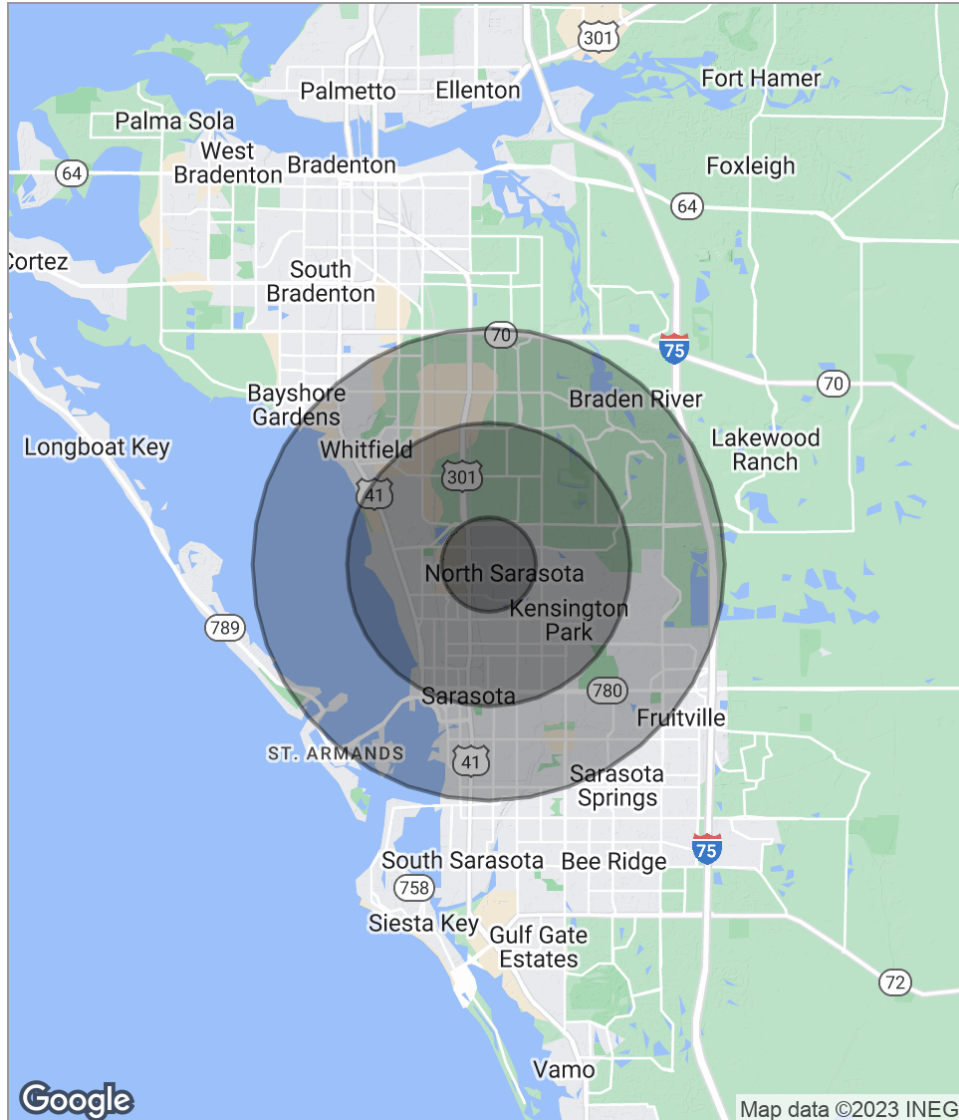 301
Fort Hamer
Palmetto
Ellenton
Palma Sola
West
Bradenton
Bradenton
Foxleigh
64
64
Cortez
South
Bradenton
70
75
70
Bayshore
Gardens
Braden River
Longboat Key
Whitfield
Lakewood
Ranch
301
41
North Sarasota
Kensington
Park
789
Sarasota
780
Fruitville
ST. ARMANDS
41
Sarasota
Springs
75
South Sarasota
Bee Ridge
758
Siesta Key
Gulf Gate
Estates
72
Vamo
Google
Map data ©2023 INEG